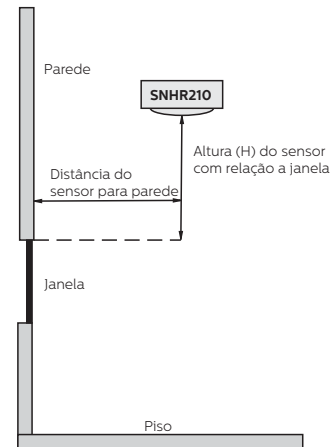 Parede
SNHR210
Altura (H) do sensor
com relação a janela
Distância do
sensor para parede
Janela
Piso